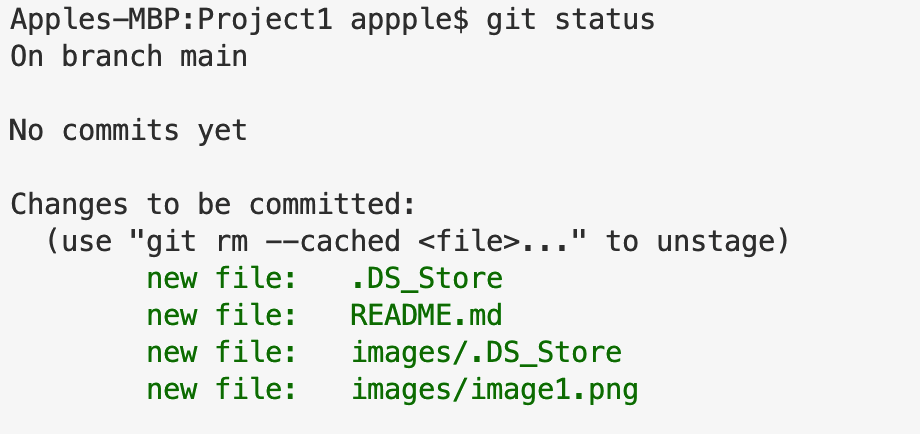 Apples-MBP:Project1 appple$ git status
On branch main
No commits yet
Changes to be committed:
(use "git rm --cached <file>..." to unstage)
new file: .DS_Store
new file: README.md
new file: images/.DS_Store
new file: images/image1.png